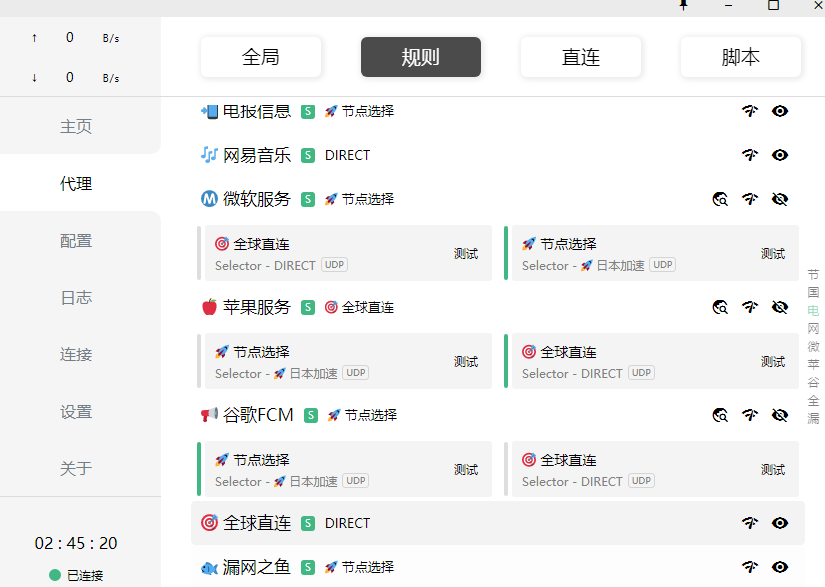 ↑ 0 B/s
↓ 0 B/s
主页
代理
配置
日志
连接
设置
关于
02 : 45 : 20
已连接
全局
规则
直连
脚本
电报信息 S 节点选择
网易音乐 S DIRECT
M 微软服务 S 节点选择
全球直连
Selector - DIRECT UDP
测试
节点选择
Selector - 日本加速 UDP
测试
苹果服务 S 全球直连
节点选择
Selector - 日本加速 UDP
测试
全球直连
Selector - DIRECT UDP
测试
谷歌FCM S 节点选择
节点选择
Selector - 日本加速 UDP
测试
全球直连
Selector - DIRECT UDP
测试
全球直连 S DIRECT
漏网之鱼 S 节点选择
节
国
电
网
微
苹
谷
全
漏